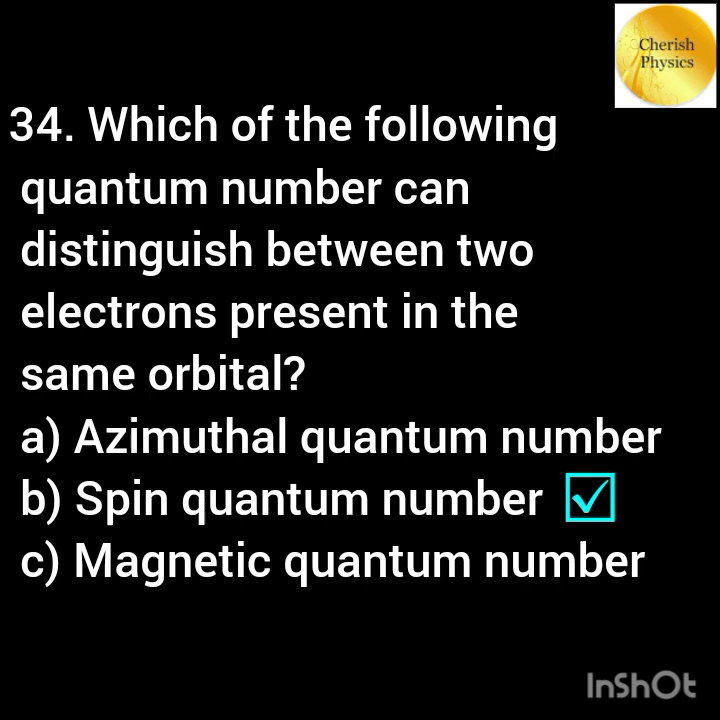 Cherish
Physics
34. Which of the following
quantum number can
distinguish between two
electrons present in the
same orbital?
a) Azimuthal quantum number
b) Spin quantum number ☑
c) Magnetic quantum number
InShOt